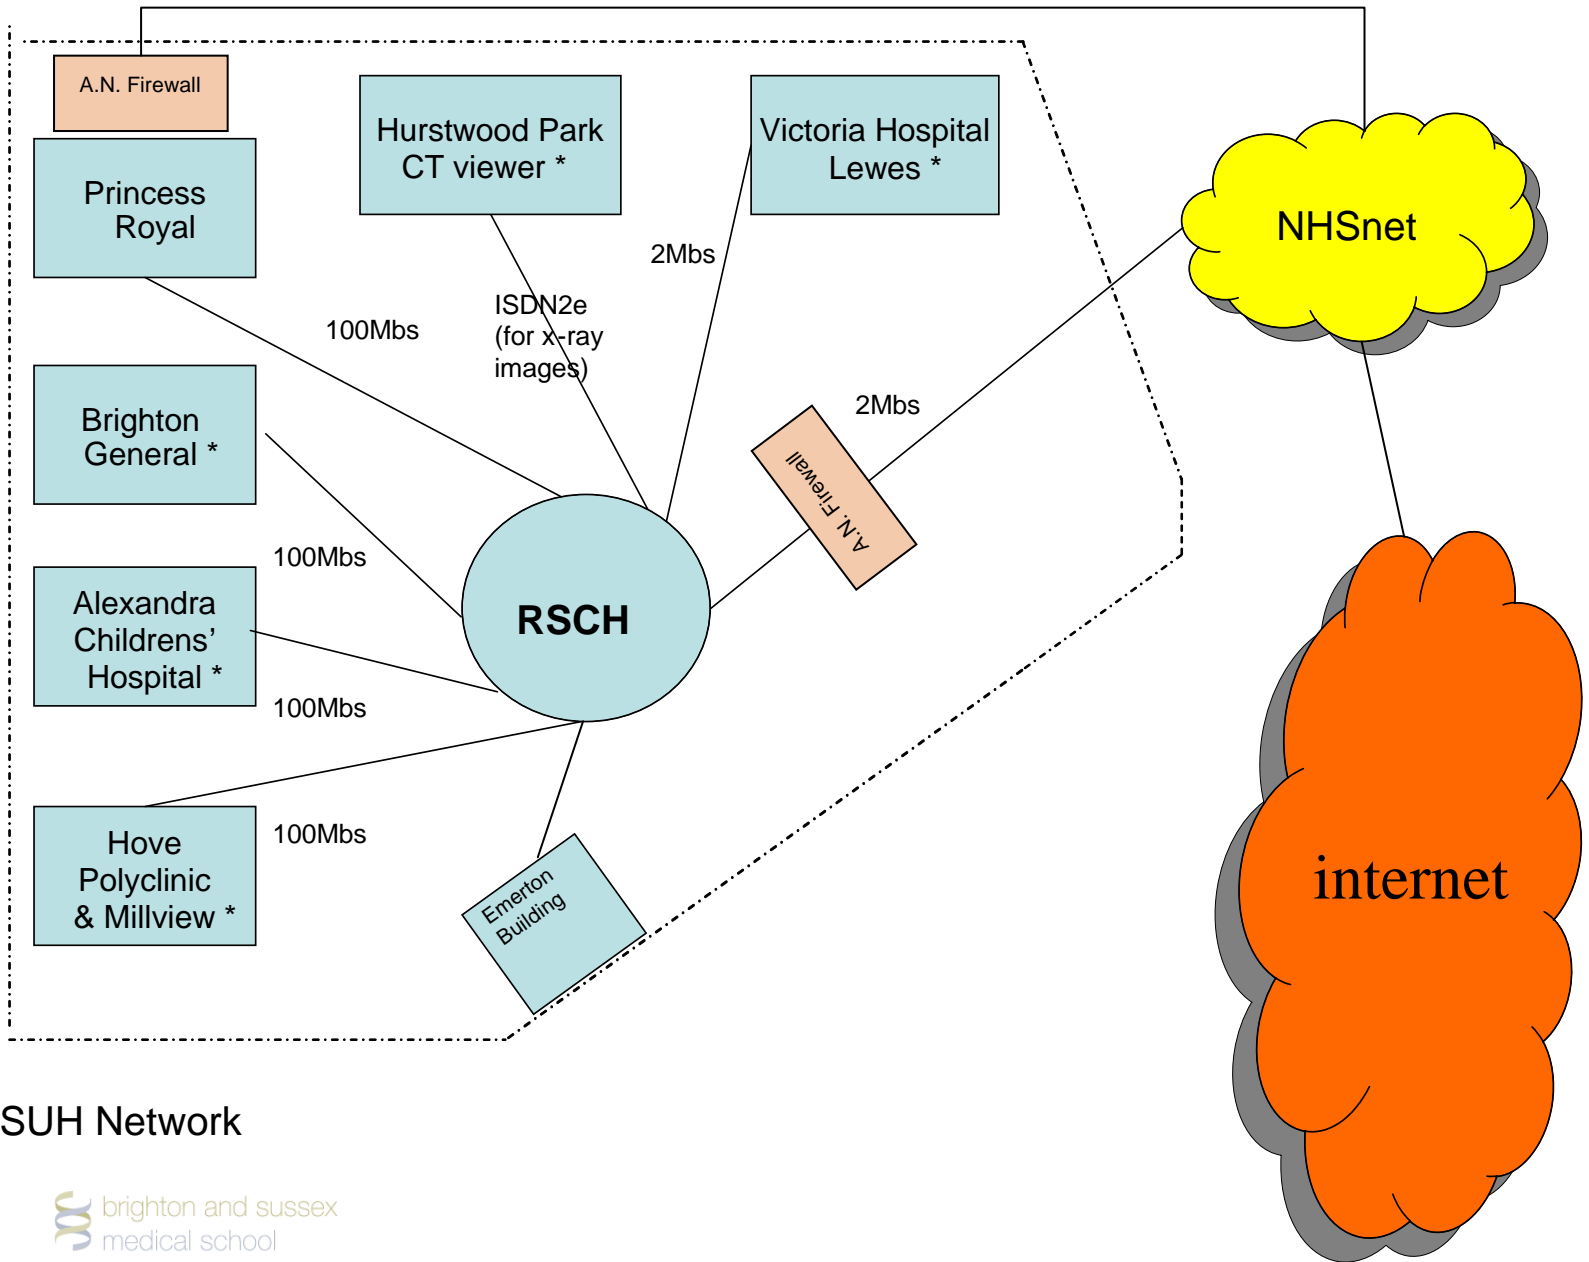 A.N. Firewall
Princess
Royal
Hurstwood Park
CT viewer *
Victoria Hospital
Lewes *
NHSnet
2Mbs
ISDN2e
(for x-ray
images)
100Mbs
Brighton
General *
2Mbs
A.N. Firewall
100Mbs
Alexandra
Childrens’
Hospital *
RSCH
100Mbs
Hove
Polyclinic
& Millview *
100Mbs
Emerton
Building
internet
SUH Network
brighton and sussex
medical school